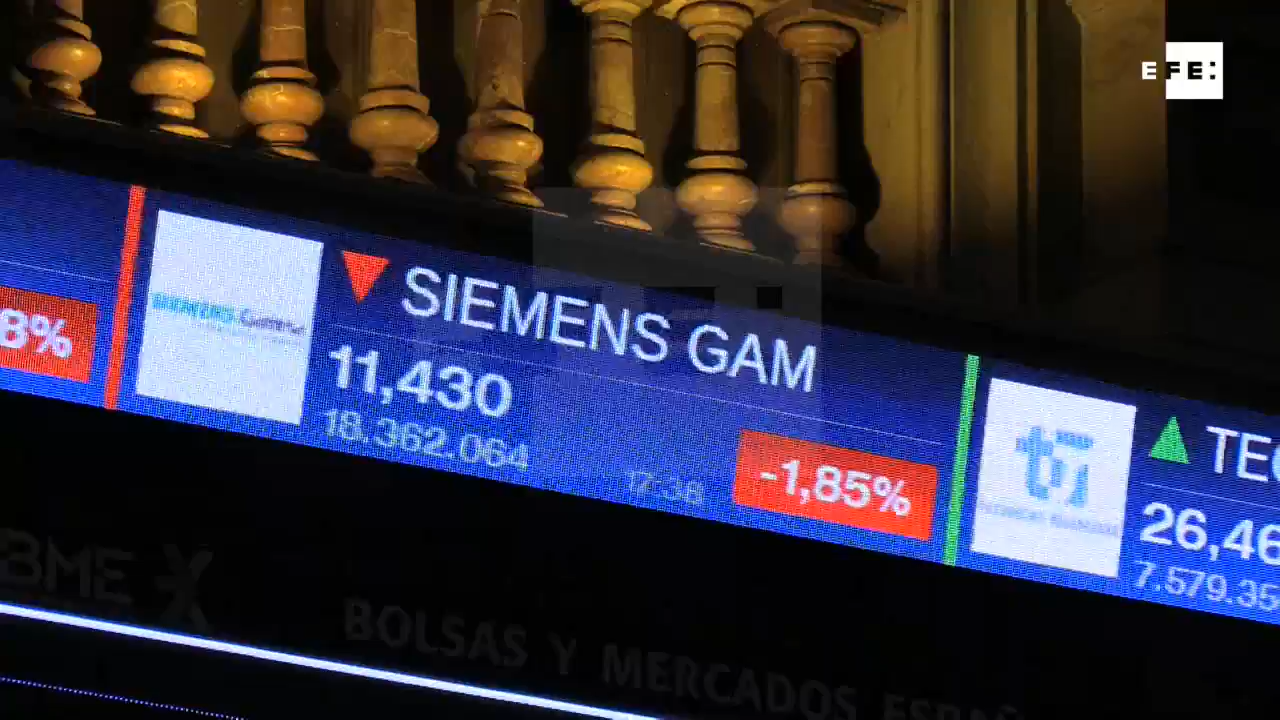 EFE:
8%
SIEMENS GAM
11,430
18.362.064
17:38
-1,85%
TEC
26,46
7.579.35
BME X
BOLSAS Y MERCADOS ESPAÑ